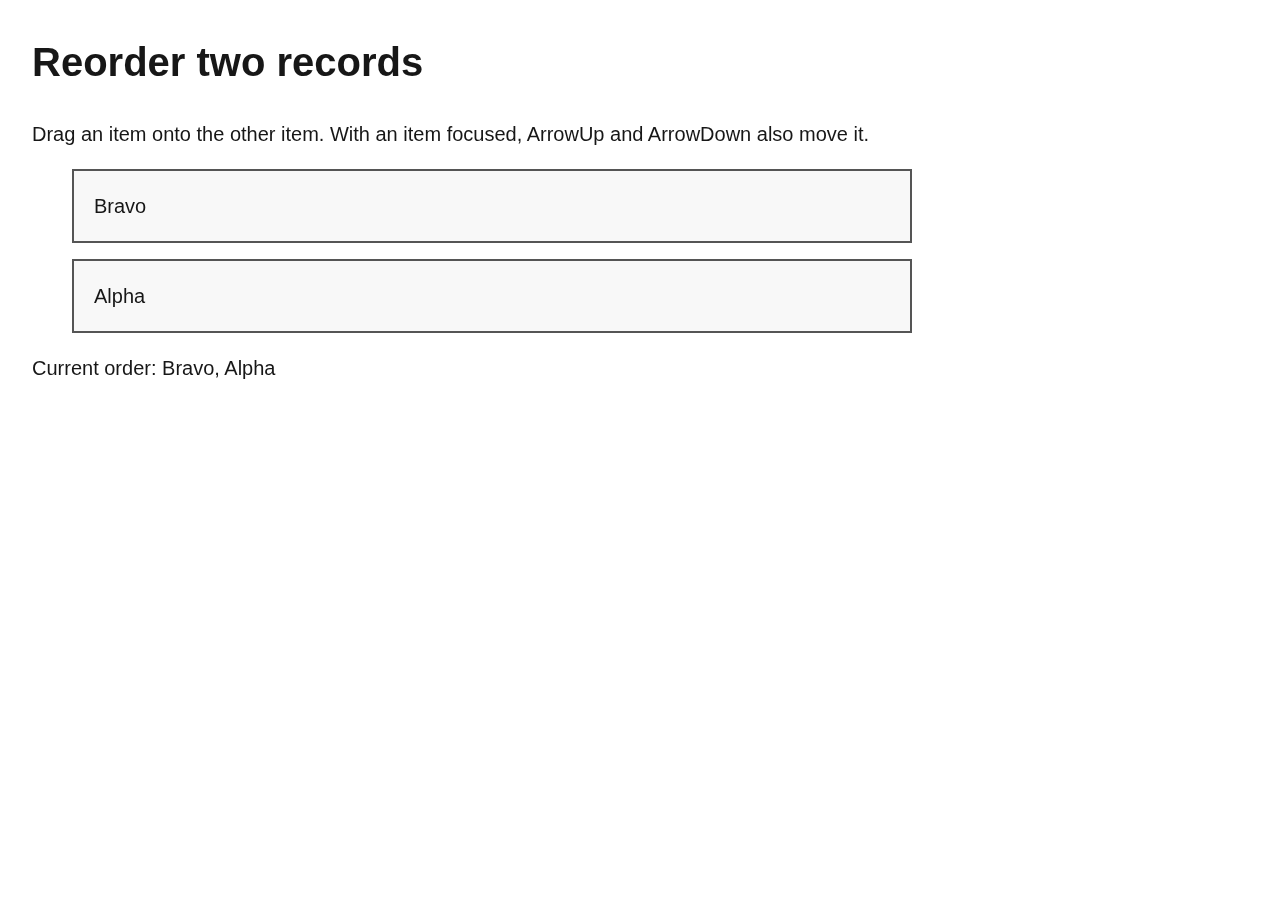 Reorder two records
Drag an item onto the other item. With an item focused, ArrowUp and ArrowDown also move it.
Bravo
Alpha
Current order: Bravo, Alpha